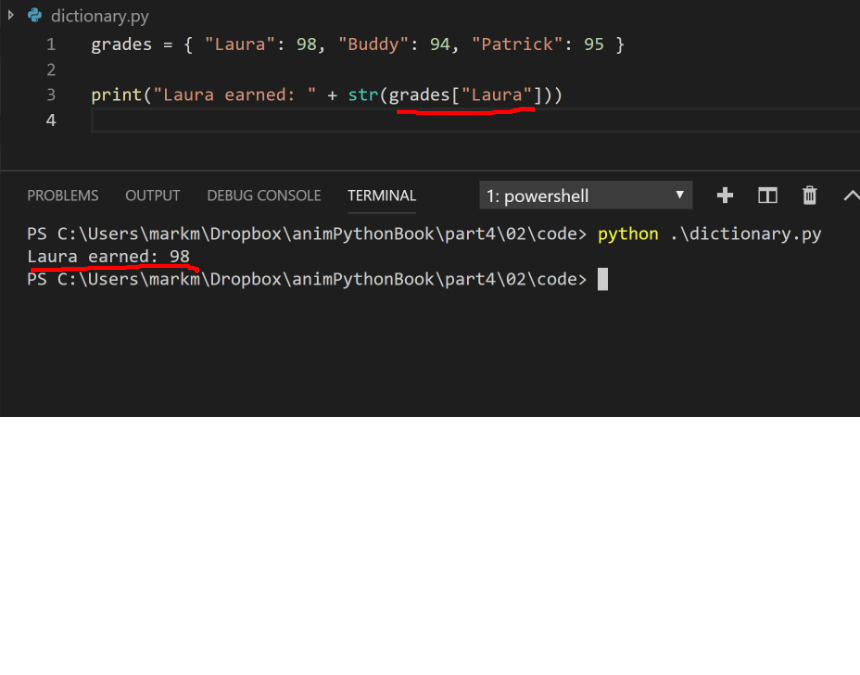 dictionary.py
1 grades = { "Laura": 98, "Buddy": 94, "Patrick": 95 }
2
3 print("Laura earned: " + str(grades["Laura"]))
4
PROBLEMS OUTPUT DEBUG CONSOLE TERMINAL 1: powershell
PS C:\Users\markm\Dropbox\animPythonBook\part4\02\code> python .\dictionary.py
Laura earned: 98
PS C:\Users\markm\Dropbox\animPythonBook\part4\02\code>